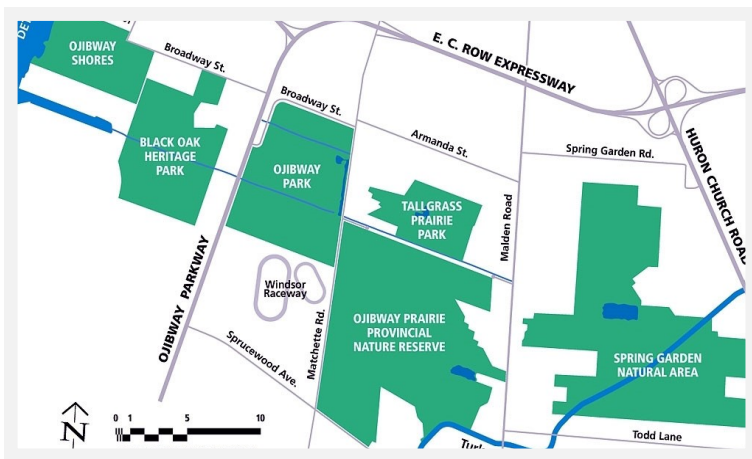 DE
OJIBWAY
SHORES
Broadway St.
E. C. ROW EXPRESSWAY
Broadway St.
BLACK OAK
HERITAGE
PARK
OJIBWAY
PARK
Armanda St.
Spring Garden Rd.
HURON CHURCH ROAD
TALLGRASS
PRAIRIE
PARK
Malden Road
OJIBWAY PARKWAY
Windsor
Raceway
Matchette Rd.
OJIBWAY PRAIRIE
PROVINCIAL
NATURE RESERVE
Sprucewood Ave.
SPRING GARDEN
NATURAL AREA
N
0 1 5 10
Todd Lane